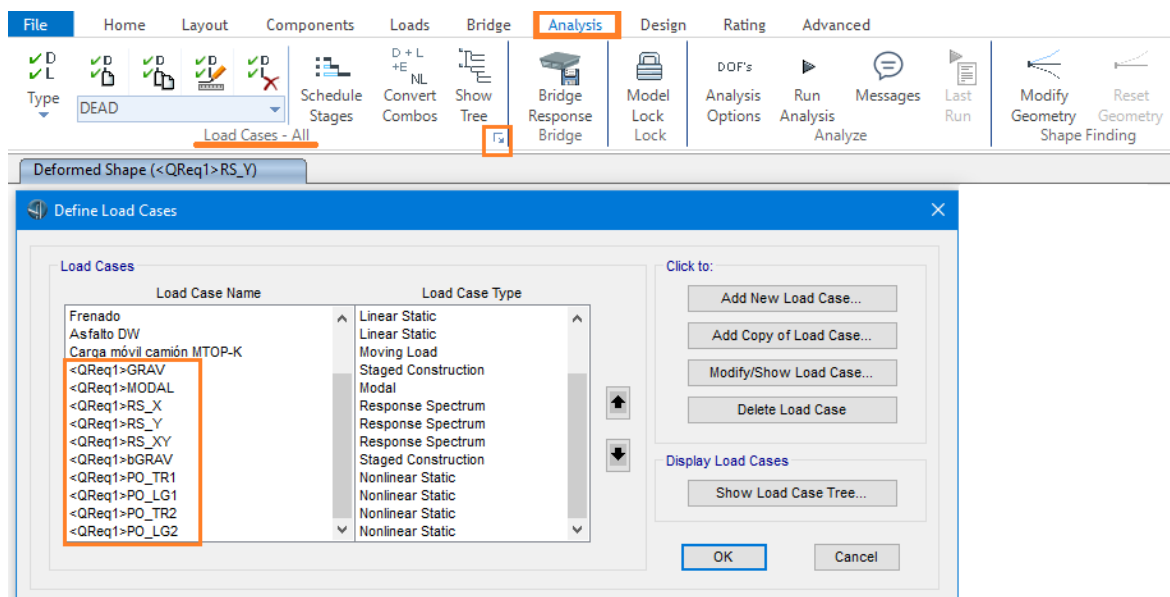 File Home Layout Components Loads Bridge Analysis Design Rating Advanced
D D D D D D + L
L +E NL DOF's
Type DEAD Schedule Stages Convert Combos Show Tree Bridge Response Model Lock Analysis Options Run Analysis Messages Last Run Modify Geometry Reset Geometry
Load Cases - All Bridge Lock Analyze Shape Finding
Deformed Shape (<QReq1>RS_Y)
Define Load Cases
Load Cases Click to:
Load Case Name Load Case Type
Frenado Linear Static
Asfalto DW Linear Static
Carga móvil camión MTOP-K Moving Load
<QReq1>GRAV Staged Construction
<QReq1>MODAL Modal
<QReq1>RS_X Response Spectrum
<QReq1>RS_Y Response Spectrum
<QReq1>RS_XY Response Spectrum
<QReq1>bGRAV Staged Construction
<QReq1>PO_TR1 Nonlinear Static
<QReq1>PO_LG1 Nonlinear Static
<QReq1>PO_TR2 Nonlinear Static
<QReq1>PO_LG2 Nonlinear Static
Add New Load Case...
Add Copy of Load Case...
Modify/Show Load Case...
Delete Load Case
Display Load Cases
Show Load Case Tree...
OK Cancel